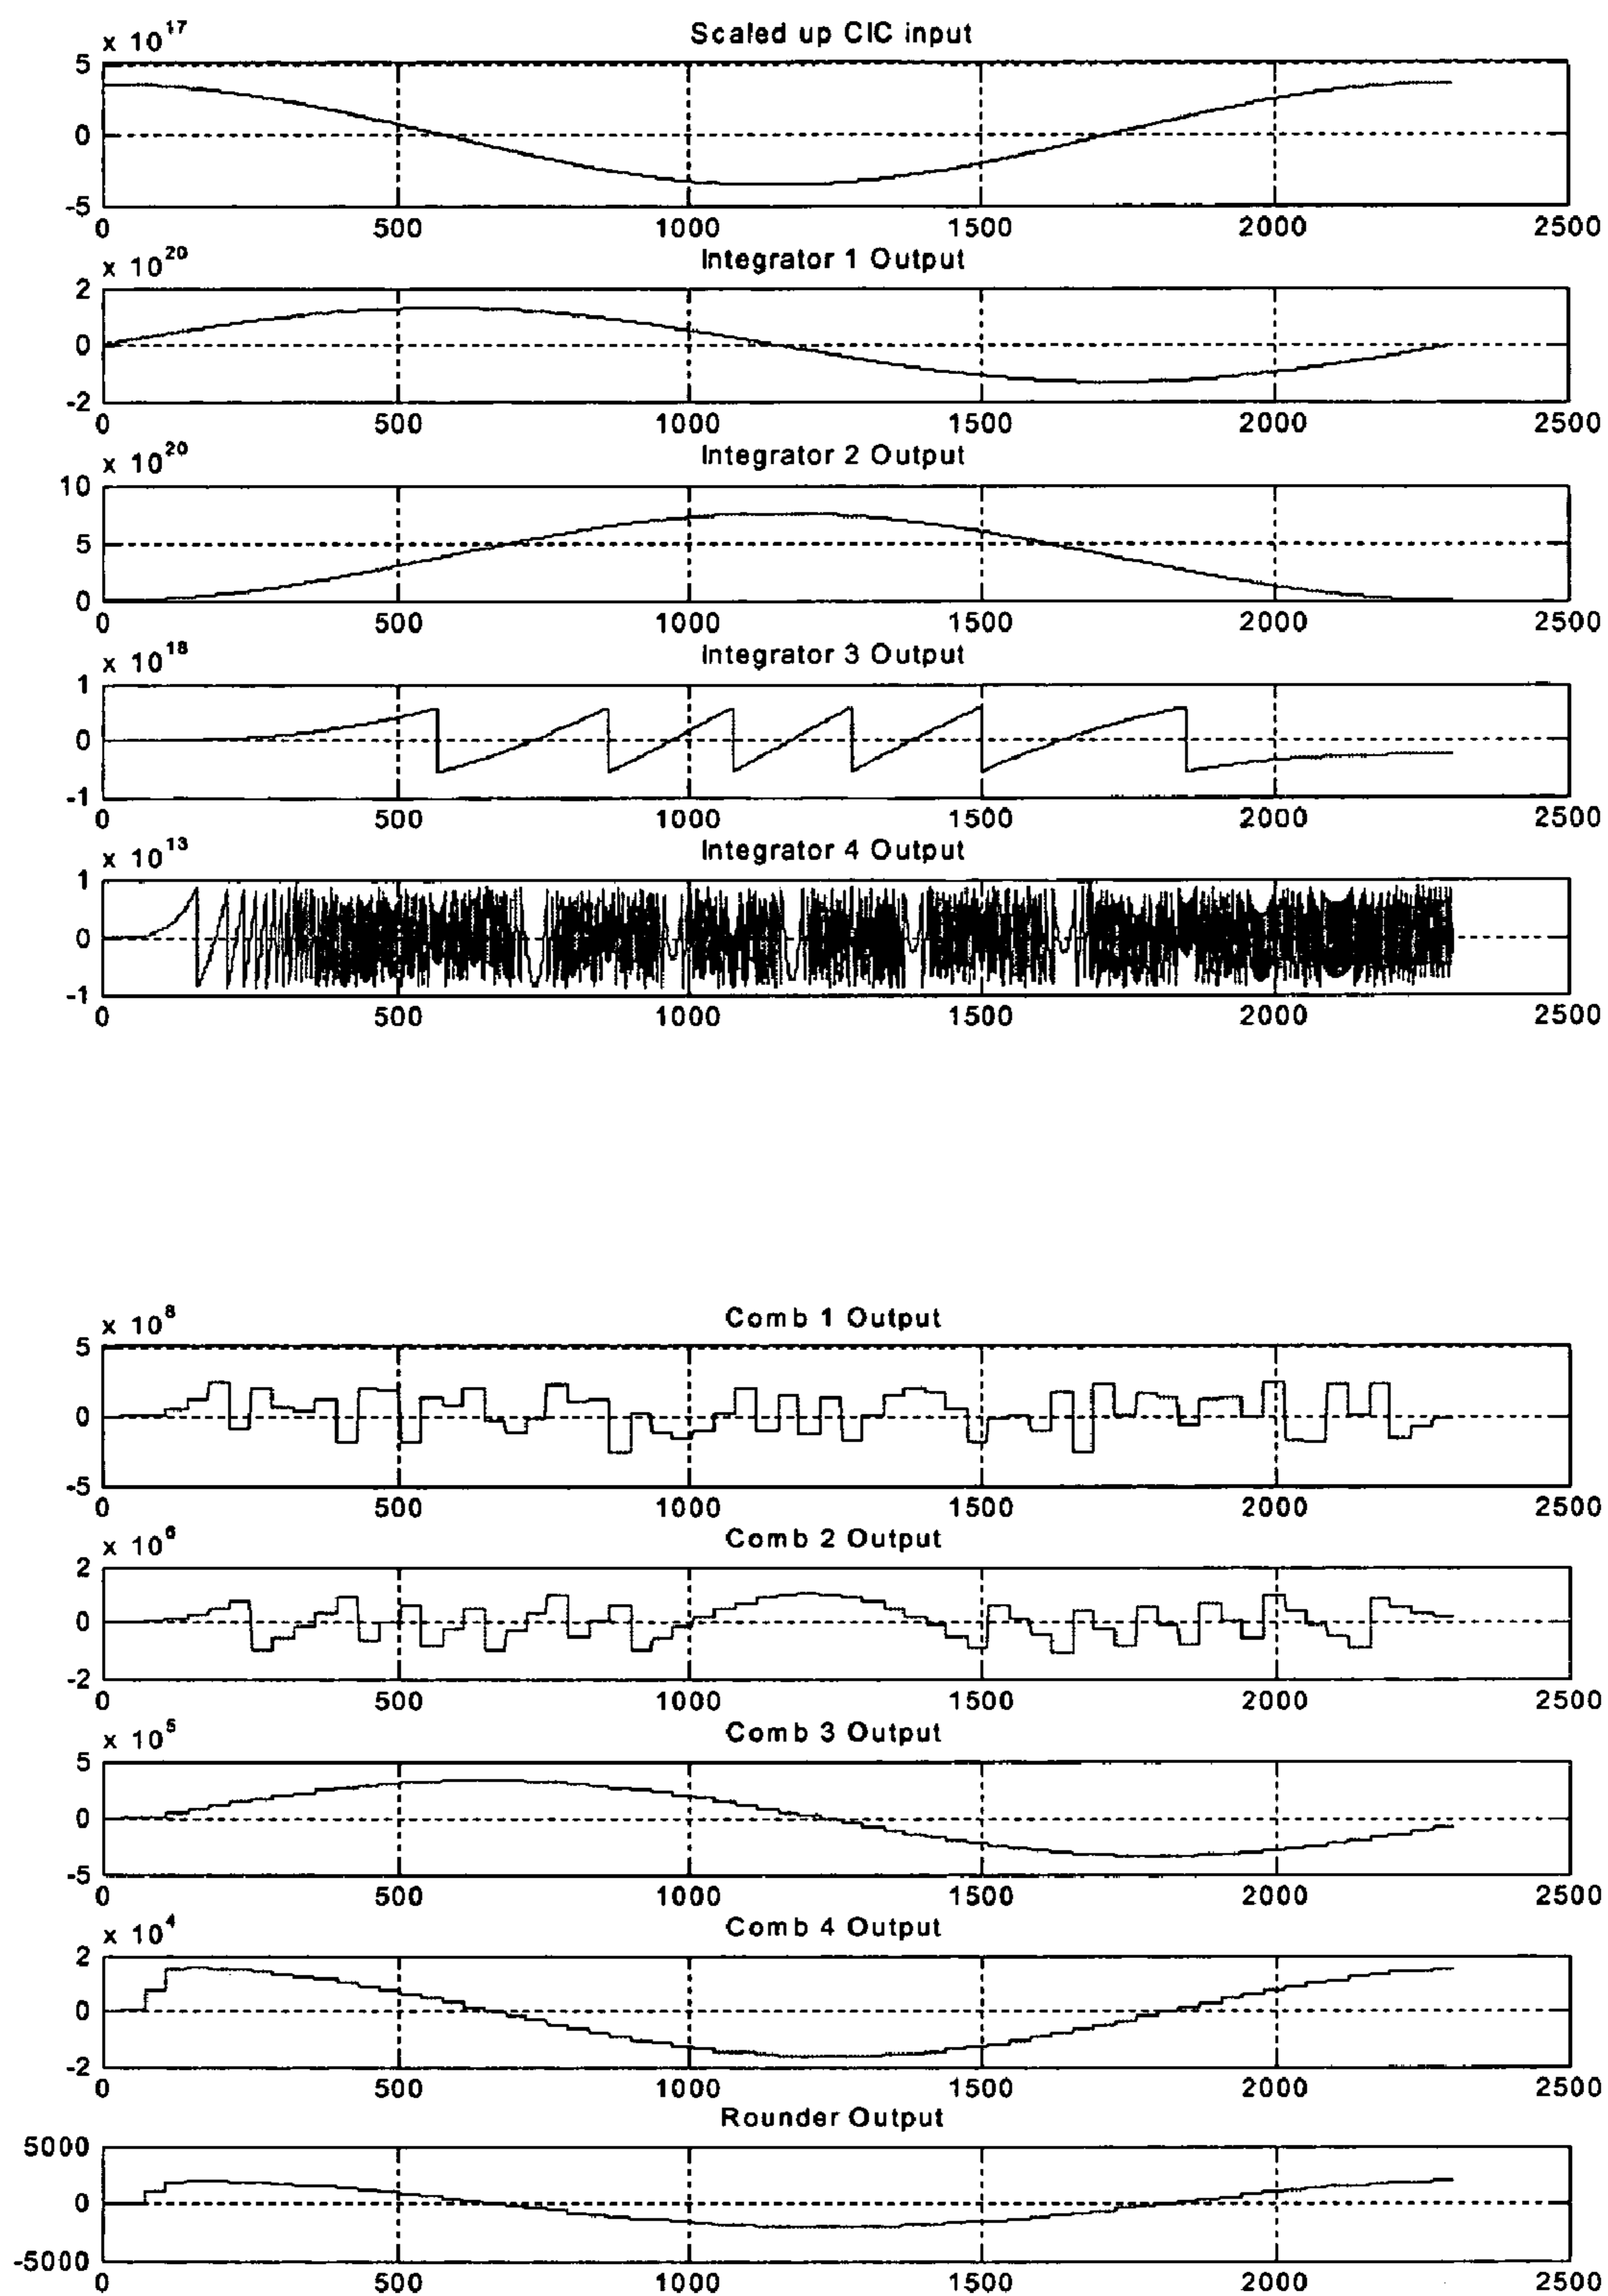 Scaled up CIC input
x 10^17
5
0
-5
0 500 1000 1500 2000 2500
Integrator 1 Output
x 10^20
2
0
-2
0 500 1000 1500 2000 2500
Integrator 2 Output
x 10^20
10
5
0
0 500 1000 1500 2000 2500
Integrator 3 Output
x 10^18
1
0
-1
0 500 1000 1500 2000 2500
Integrator 4 Output
x 10^13
1
0
-1
0 500 1000 1500 2000 2500
Comb 1 Output
x 10^8
5
0
-5
0 500 1000 1500 2000 2500
Comb 2 Output
x 10^6
2
0
-2
0 500 1000 1500 2000 2500
Comb 3 Output
x 10^5
5
0
-5
0 500 1000 1500 2000 2500
Comb 4 Output
x 10^4
2
0
-2
0 500 1000 1500 2000 2500
Rounder Output
5000
0
-5000
0 500 1000 1500 2000 2500